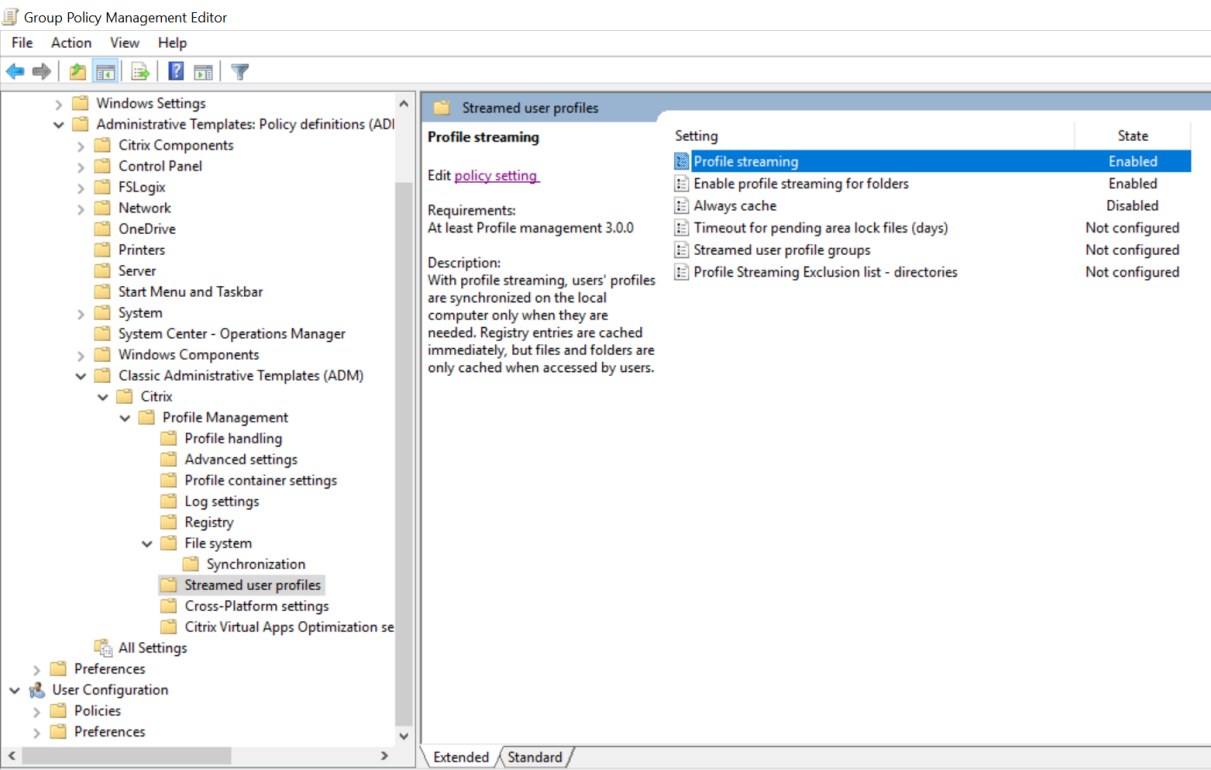 Group Policy Management Editor
File Action View Help
Windows Settings
Administrative Templates: Policy definitions (ADI
Citrix Components
Control Panel
FSLogix
Network
OneDrive
Printers
Server
Start Menu and Taskbar
System
System Center - Operations Manager
Windows Components
Classic Administrative Templates (ADM)
Citrix
Profile Management
Profile handling
Advanced settings
Profile container settings
Log settings
Registry
File system
Synchronization
Streamed user profiles
Cross-Platform settings
Citrix Virtual Apps Optimization se
All Settings
Preferences
User Configuration
Policies
Preferences
Streamed user profiles
Profile streaming
Edit policy setting
Requirements:
At least Profile management 3.0.0
Description:
With profile streaming, users' profiles
are synchronized on the local
computer only when they are
needed. Registry entries are cached
immediately, but files and folders are
only cached when accessed by users.
Setting State
Profile streaming Enabled
Enable profile streaming for folders Enabled
Always cache Disabled
Timeout for pending area lock files (days) Not configured
Streamed user profile groups Not configured
Profile Streaming Exclusion list - directories Not configured
Extended Standard